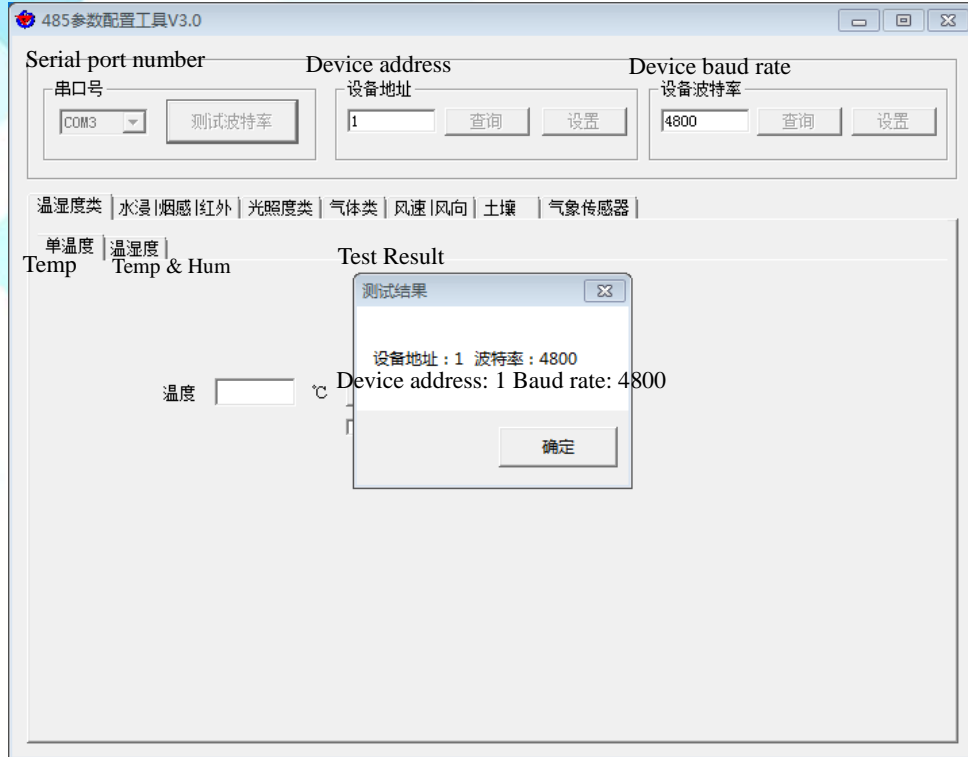 485参数配置工具V3.0
Serial port number
Device address
Device baud rate
串口号
设备地址
设备波特率
COM3
测试波特率
1
查询
设置
4800
查询
设置
温湿度类
水浸|烟感|红外
光照度类
气体类
风速|风向
土壤
气象传感器
单温度
温湿度
Temp
Temp & Hum
Test Result
测试结果
设备地址：1 波特率：4800
Device address: 1 Baud rate: 4800
温度
℃
确定